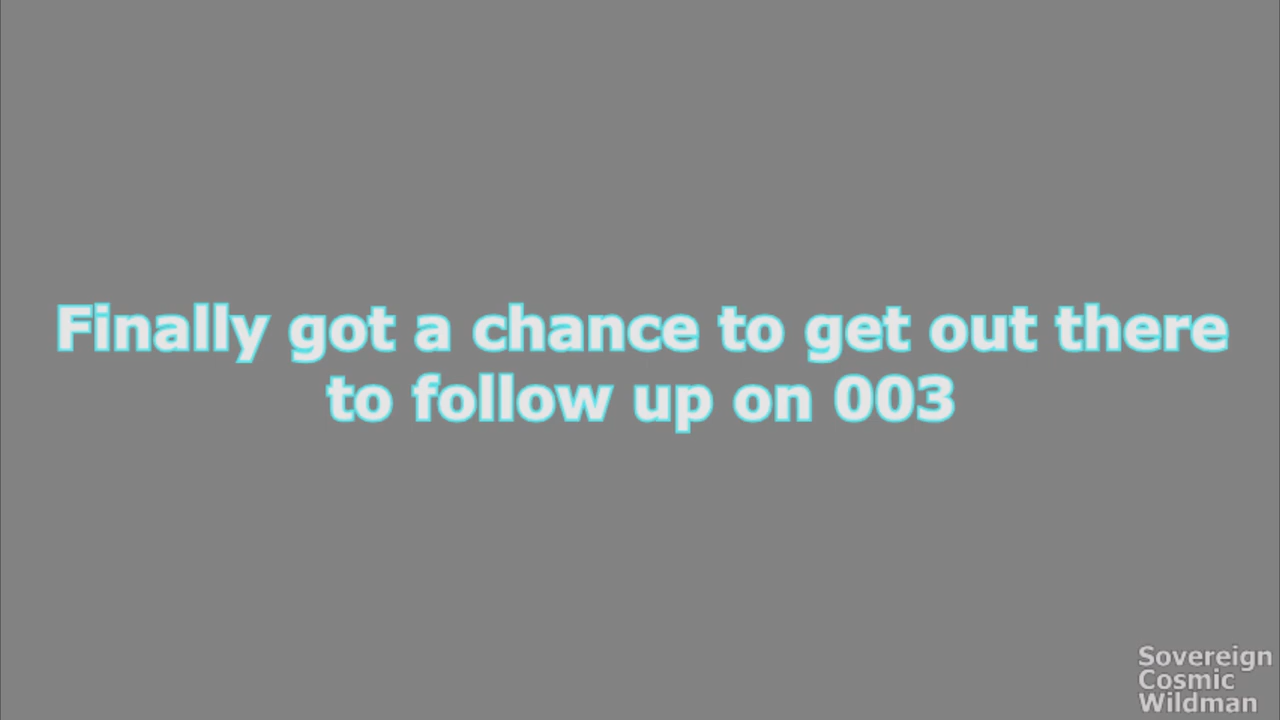 Finally got a chance to get out there
to follow up on 003
Sovereign
Cosmic
Wildman